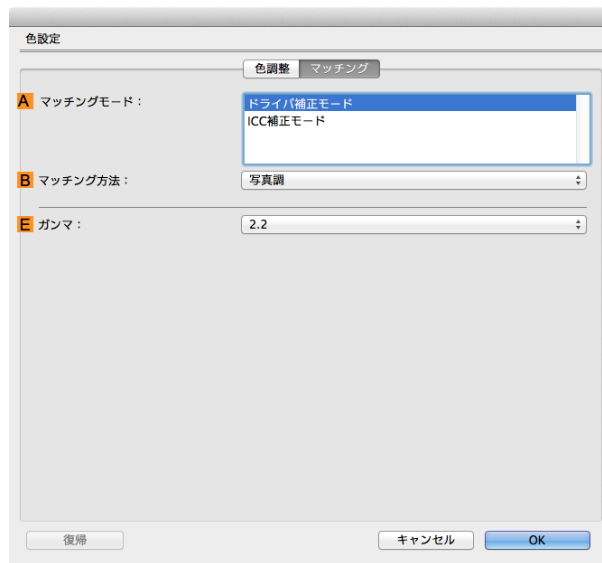 色設定
色調整 マッチング
A マッチングモード： ドライバ補正モード
ICC補正モード
B マッチング方法： 写真調
E ガンマ： 2.2
復帰 キャンセル OK